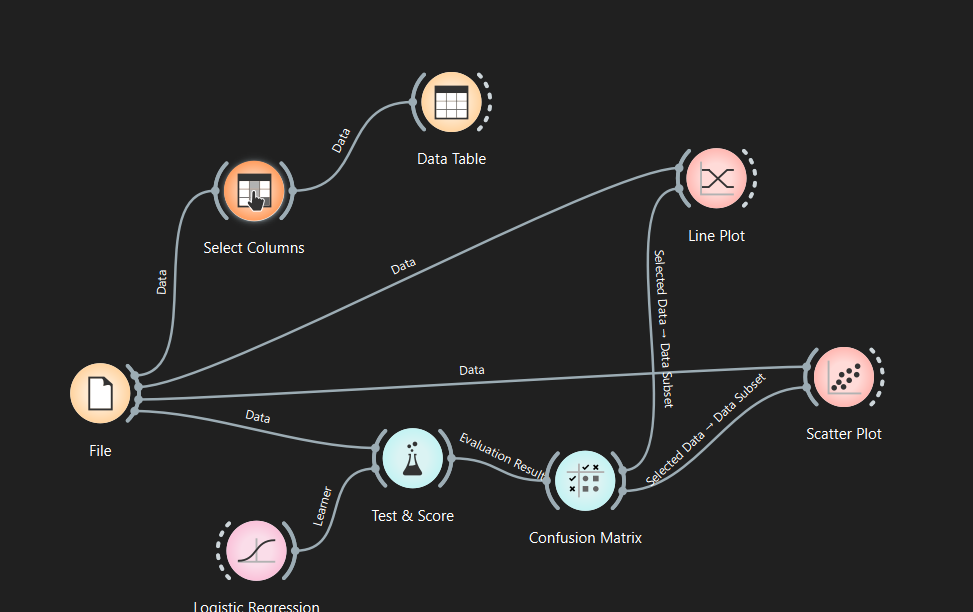 Data Table
Data
Line Plot
Select Columns
Data
Data
Selected Data → Data Subset
Data
Selected Data → Data Subset
Scatter Plot
File
Data
Evaluation Result
Test & Score
Learner
Confusion Matrix
Logistic Regression